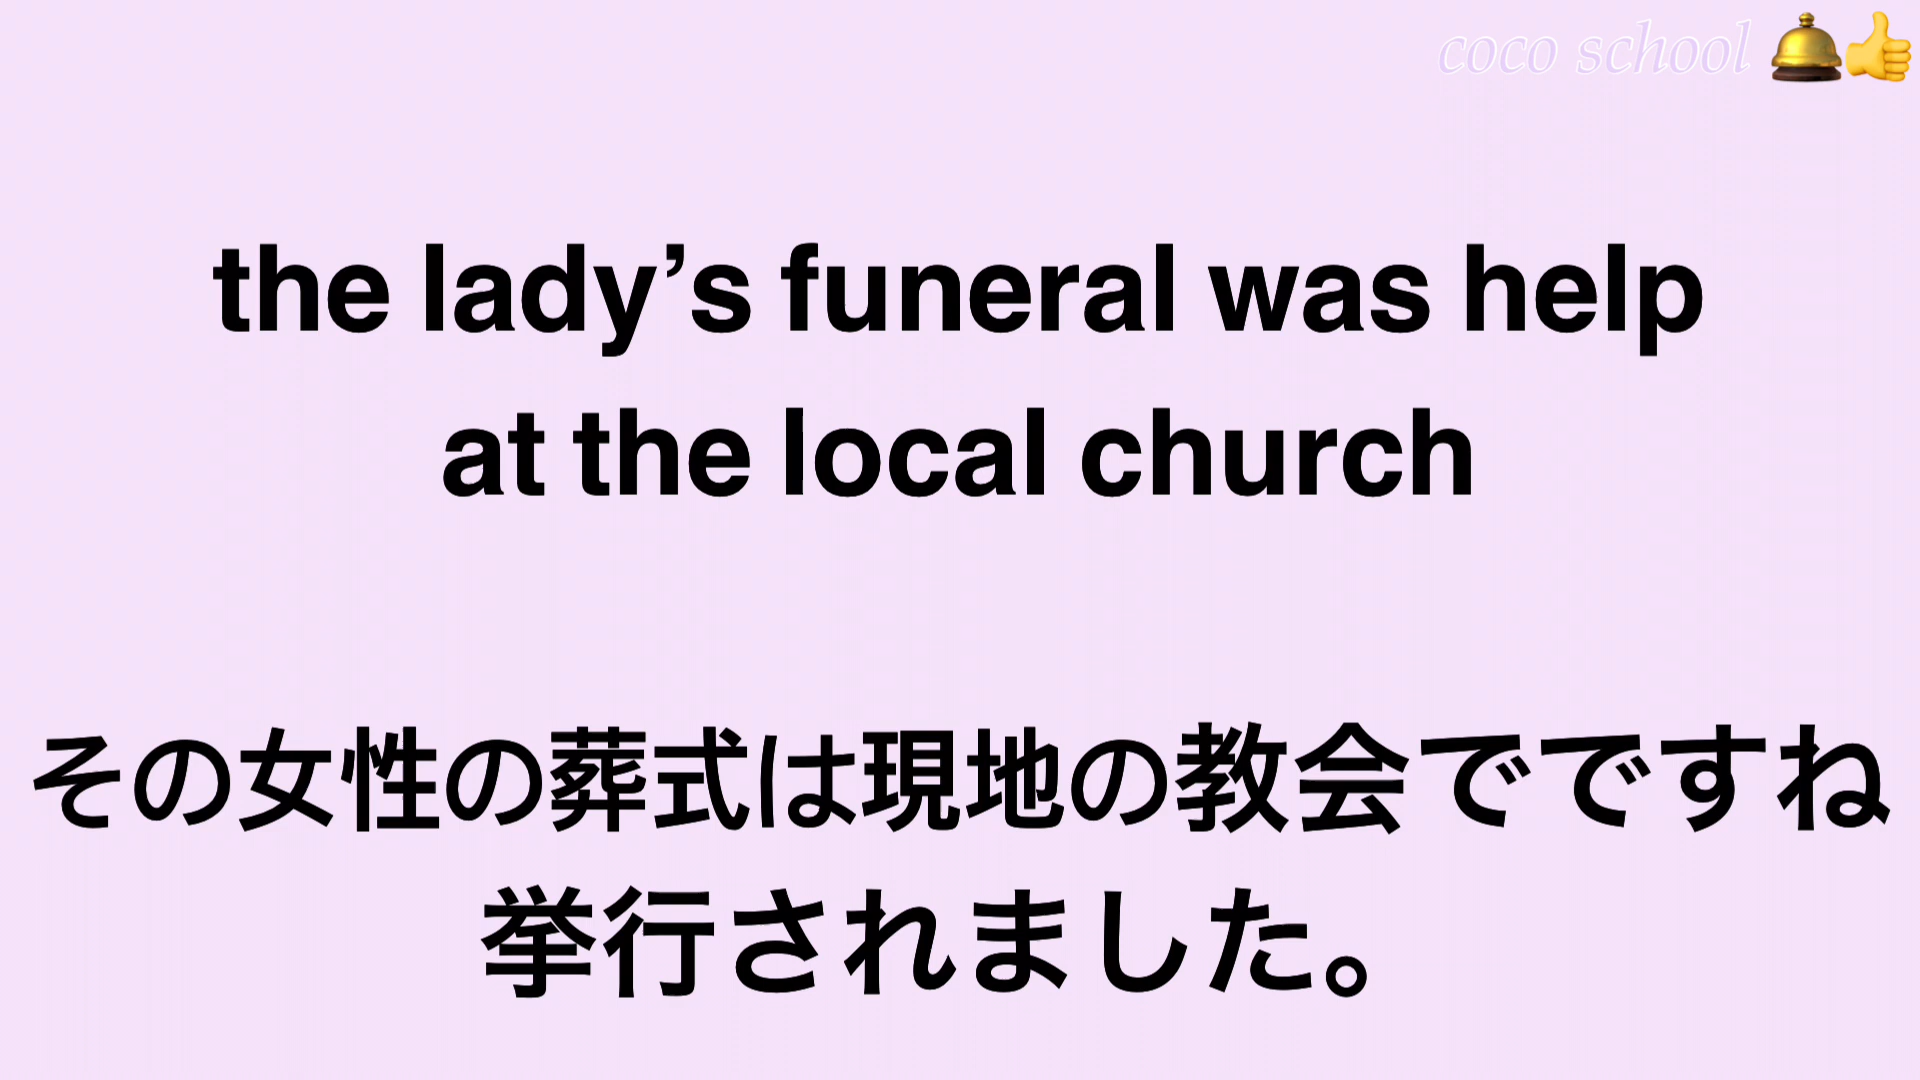 coco school 🛎👍
the lady’s funeral was help
at the local church
その女性の葬式は現地の教会でですね
挙行されました。